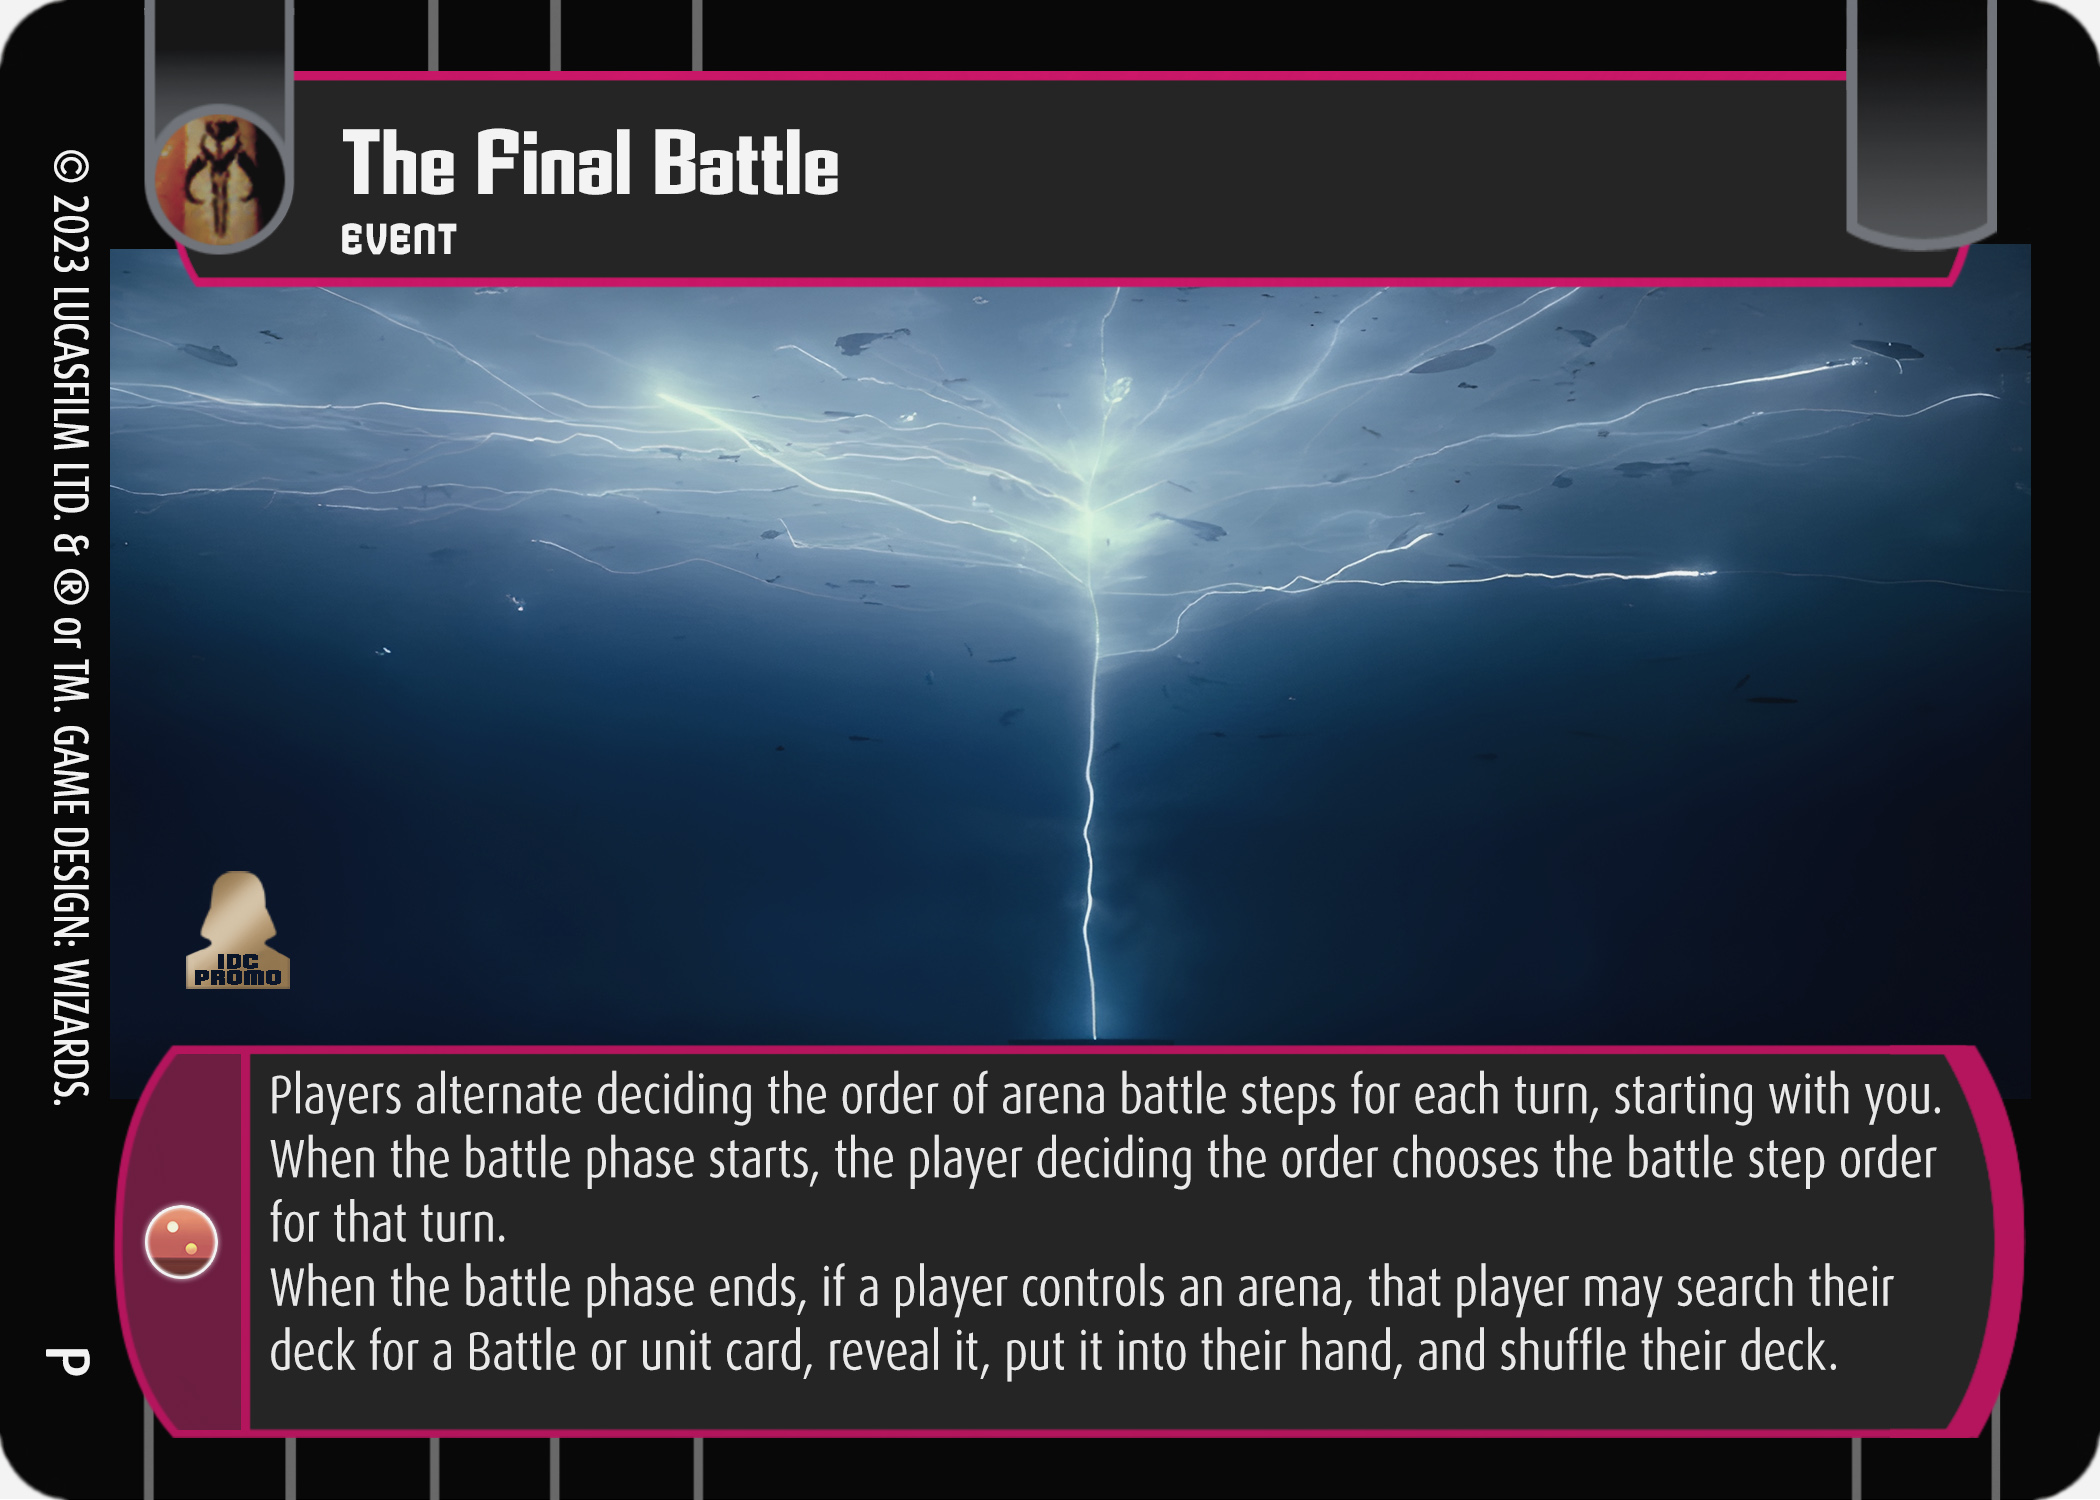 The Final Battle
EVENT
© 2023 LUCASFILM LTD. & ® or TM. GAME DESIGN: WIZARDS.
P
IDC
PROMO
Players alternate deciding the order of arena battle steps for each turn, starting with you.
When the battle phase starts, the player deciding the order chooses the battle step order
for that turn.
When the battle phase ends, if a player controls an arena, that player may search their
deck for a Battle or unit card, reveal it, put it into their hand, and shuffle their deck.